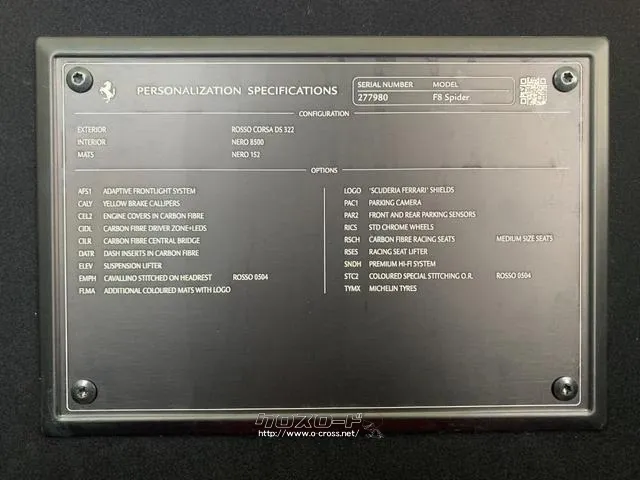 PERSONALIZATION SPECIFICATIONS
SERIAL NUMBER MODEL
277980 F8 Spider
CONFIGURATION
EXTERIOR ROSSO CORSA DS 322
INTERIOR NERO 8500
MATS NERO 152
OPTIONS
AFS1 ADAPTIVE FRONTLIGHT SYSTEM
CALY YELLOW BRAKE CALLIPERS
CEL2 ENGINE COVERS IN CARBON FIBRE
CIDL CARBON FIBRE DRIVER ZONE+LEDS
CILR CARBON FIBRE CENTRAL BRIDGE
DATR DASH INSERTS IN CARBON FIBRE
ELEV SUSPENSION LIFTER
EMPH CAVALLINO STITCHED ON HEADREST ROSSO 0504
FLMA ADDITIONAL COLOURED MATS WITH LOGO
LOGO 'SCUDERIA FERRARI' SHIELDS
PAC1 PARKING CAMERA
PAR2 FRONT AND REAR PARKING SENSORS
RICS STD CHROME WHEELS
RSCH CARBON FIBRE RACING SEATS MEDIUM SIZE SEATS
RSES RACING SEAT LIFTER
SNDH PREMIUM HI-FI SYSTEM
STC2 COLOURED SPECIAL STITCHING O.R. ROSSO 0504
TYMX MICHELIN TYRES
クロスロード
http://www.o-cross.net/